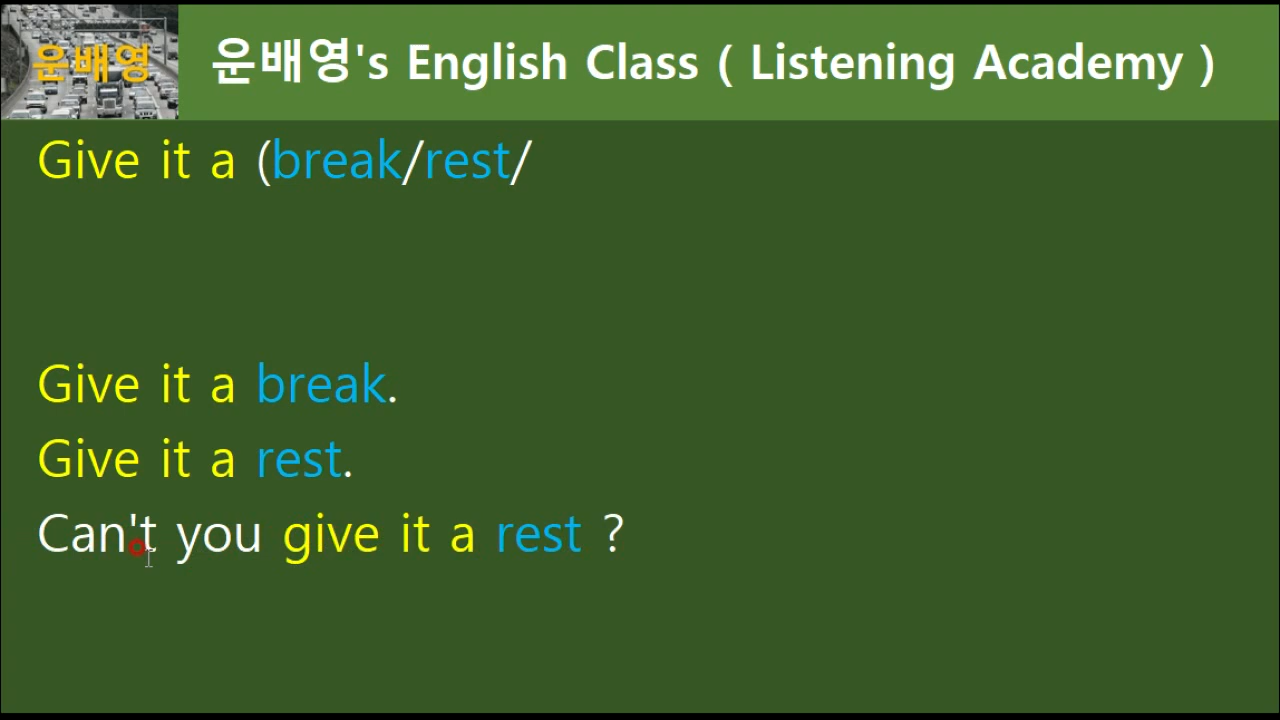 운배영
운배영's English Class ( Listening Academy )
Give it a (break/rest/
Give it a break.
Give it a rest.
Can't you give it a rest ?